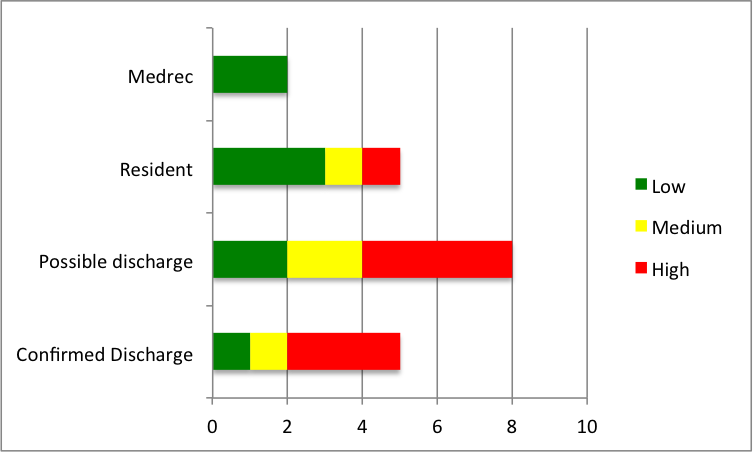 Medrec
Resident
Possible discharge
Confirmed Discharge
0 2 4 6 8 10
Low
Medium
High